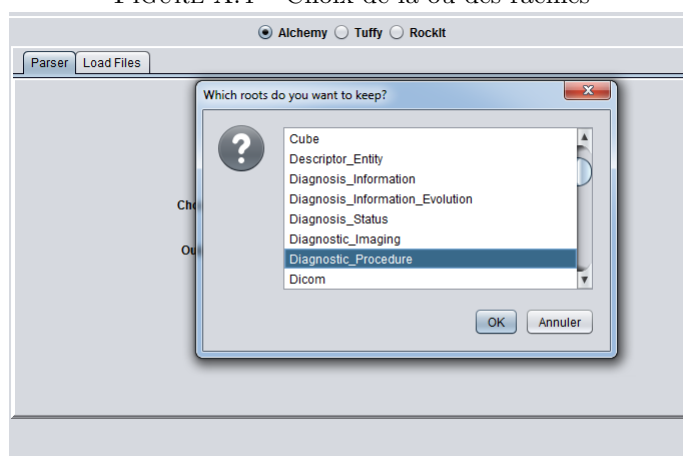 Alchemy Tuffy RockIt
Parser Load Files
Which roots do you want to keep?
Cube
Descriptor_Entity
Diagnosis_Information
Diagnosis_Information_Evolution
Diagnosis_Status
Diagnostic_Imaging
Diagnostic_Procedure
Dicom
OK Annuler